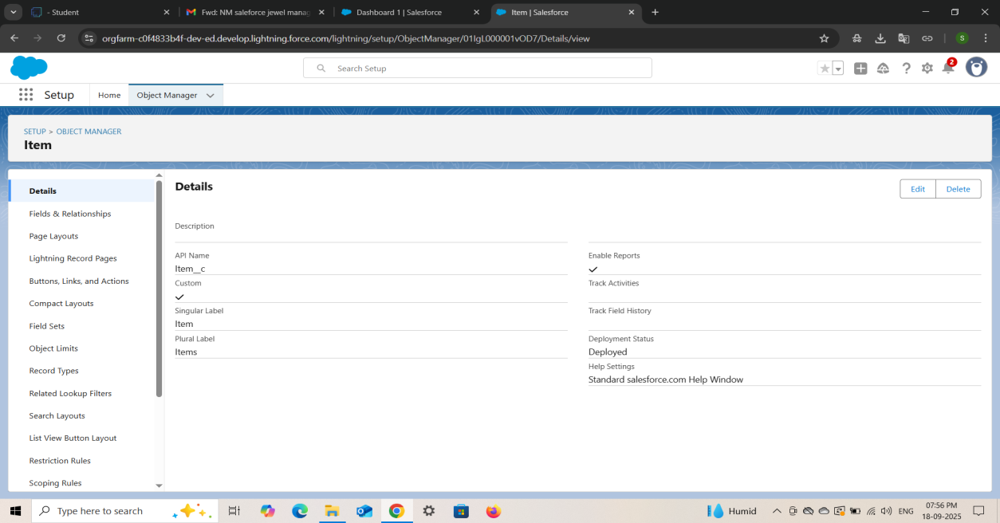 - Student
Fwd: NM saleforce jewel manag
Dashboard 1 | Salesforce
Item | Salesforce
orgfarm-c0f4833b4f-dev-ed.develop.lightning.force.com/lightning/setup/ObjectManager/01IgL000001vOD7/Details/view
S
Search Setup
2
Setup
Home
Object Manager
SETUP > OBJECT MANAGER
Item
Details
Fields & Relationships
Page Layouts
Lightning Record Pages
Buttons, Links, and Actions
Compact Layouts
Field Sets
Object Limits
Record Types
Related Lookup Filters
Search Layouts
List View Button Layout
Restriction Rules
Scoping Rules
Details
Edit
Delete
Description
API Name
Item__c
Custom
Singular Label
Item
Plural Label
Items
Enable Reports
Track Activities
Track Field History
Deployment Status
Deployed
Help Settings
Standard salesforce.com Help Window
Type here to search
Humid
ENG
07:56 PM
18-09-2025